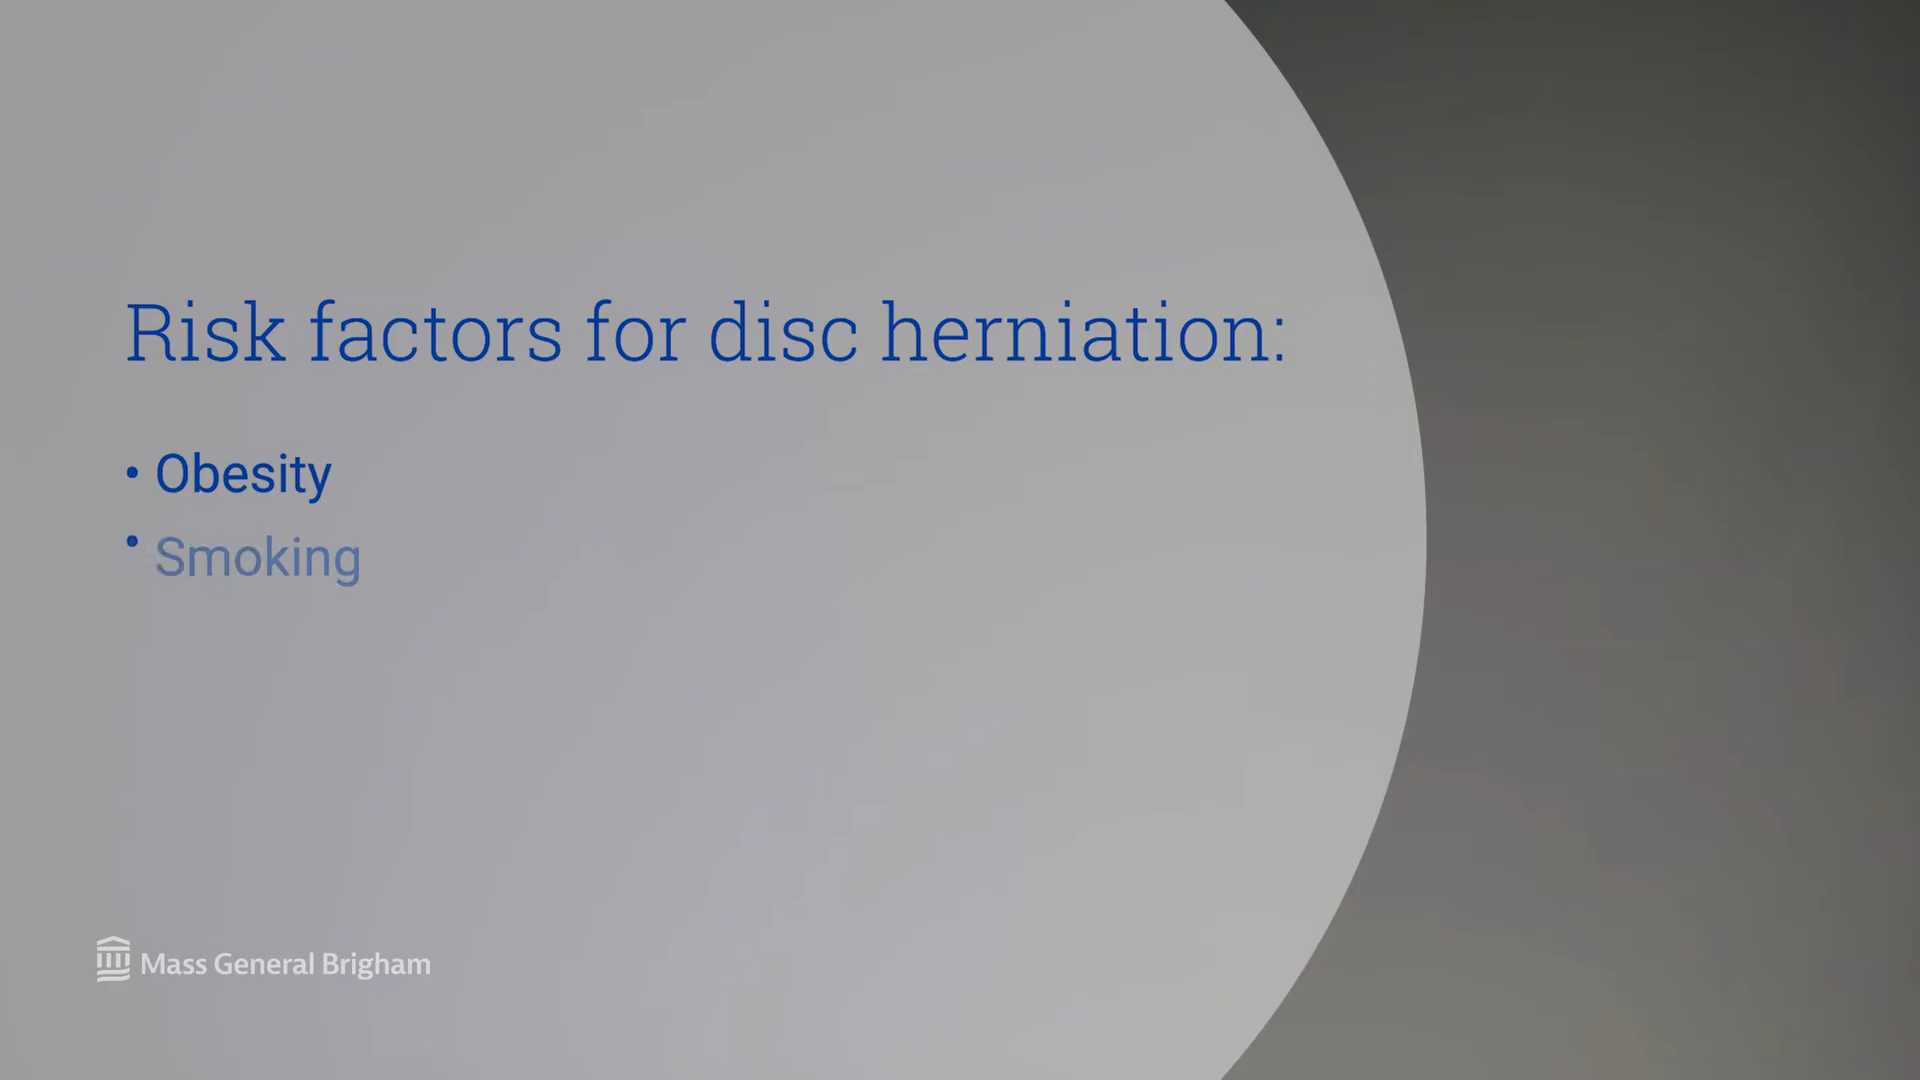 Risk factors for disc herniation:
• Obesity
• Smoking
Mass General Brigham